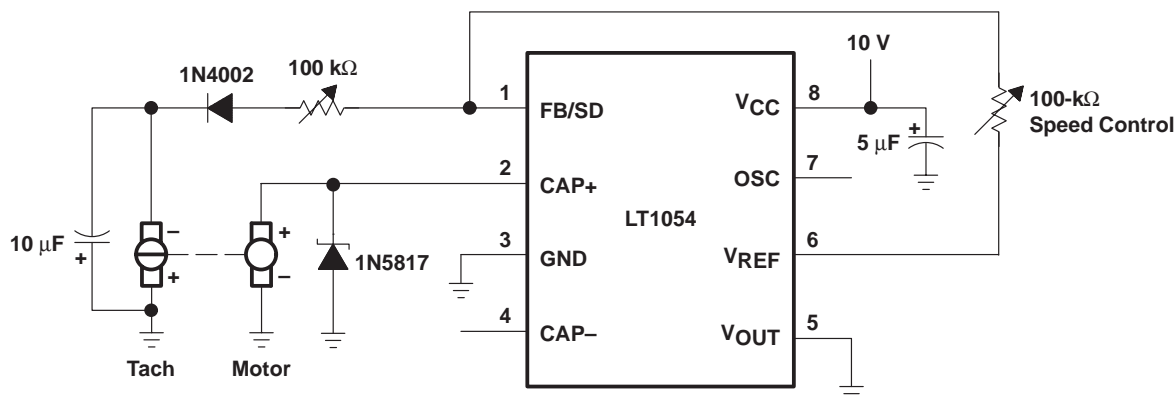 10 V
1N4002
100 kΩ
1
FB/SD
VCC
8
100-kΩ
Speed Control
+
5 μF
2
CAP+
OSC
7
LT1054
10 μF
+
–
+
+
–
1N5817
3
GND
VREF
6
4
CAP–
VOUT
5
Tach
Motor